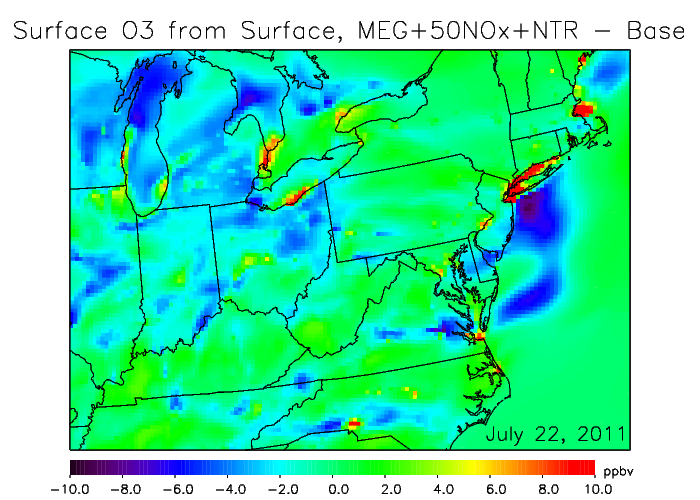 Surface O3 from Surface, MEG+50NOx+NTR - Base
July 22, 2011
-10.0 -8.0 -6.0 -4.0 -2.0 0.0 2.0 4.0 6.0 8.0 10.0 ppbv